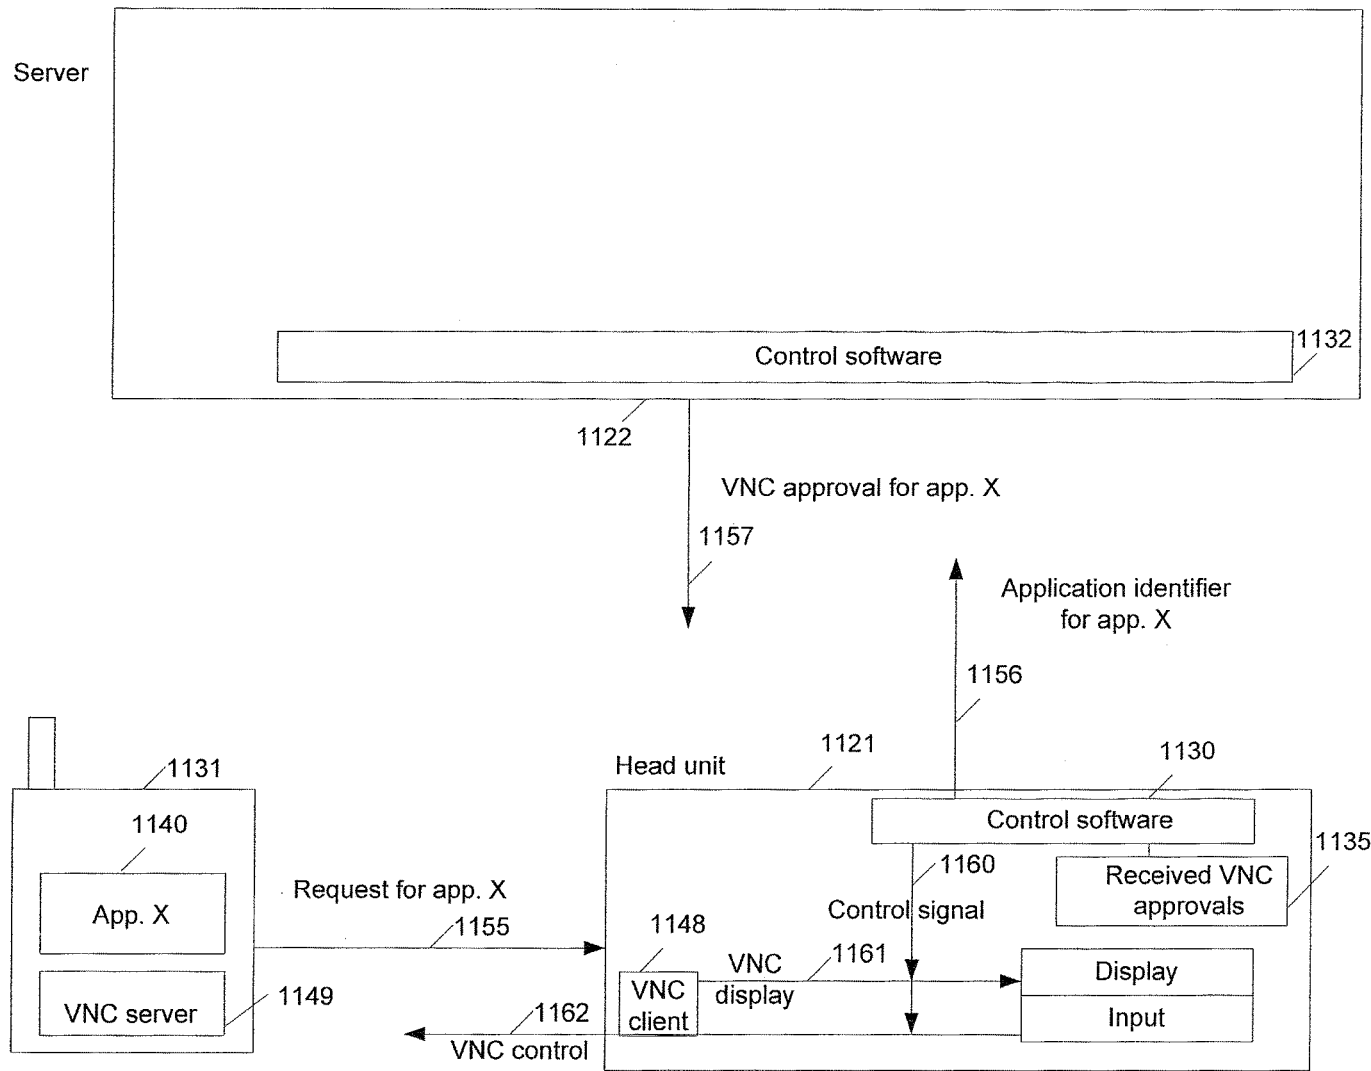 Server
Control software
1132
1122
VNC approval for app. X
1157
Application identifier
for app. X
1156
1131
Head unit
1121
1130
1140
Control software
1135
App. X
Request for app. X
1155
1160
Received VNC
approvals
Control signal
1148
VNC
display
1161
Display
VNC server
1149
VNC
client
Input
1162
VNC control